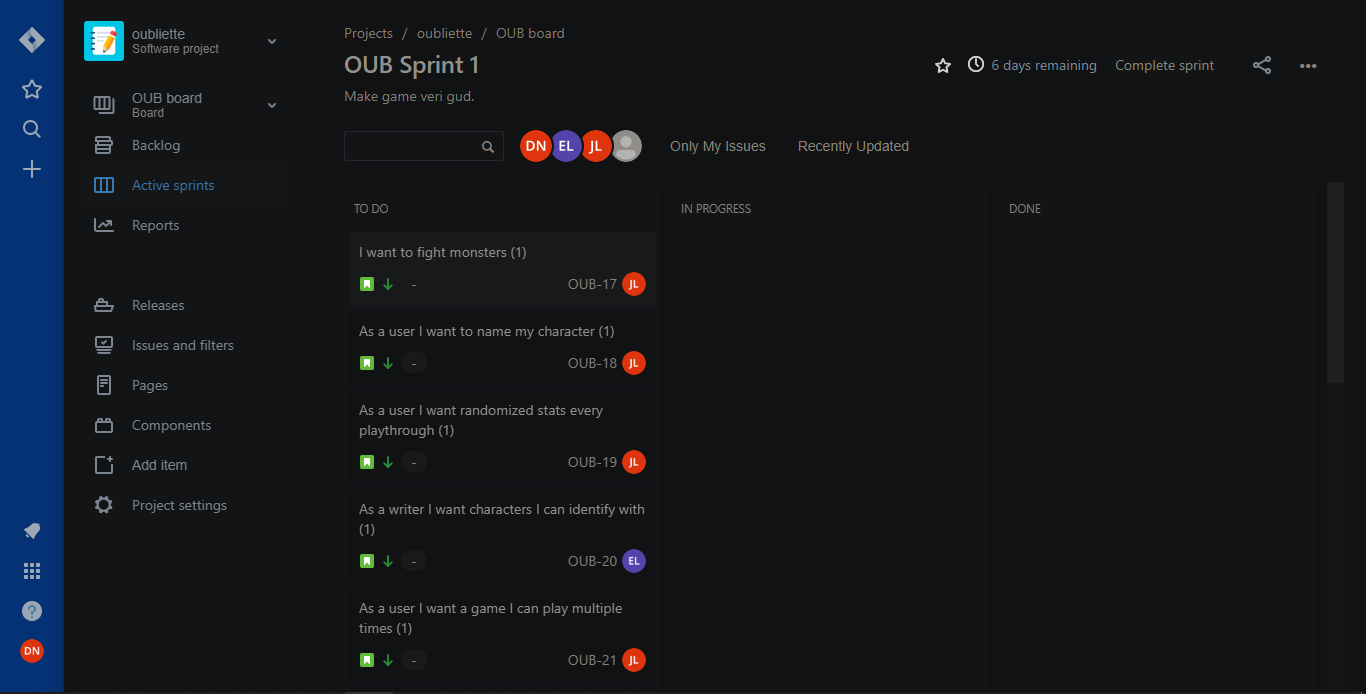 oubliette
Software project
OUB board
Board
Backlog
Active sprints
Reports
Releases
Issues and filters
Pages
Components
Add item
Project settings
?
DN
Projects / oubliette / OUB board
OUB Sprint 1
6 days remaining Complete sprint
Make game veri gud.
DN EL JL Only My Issues Recently Updated
TO DO IN PROGRESS DONE
I want to fight monsters (1)
- OUB-17 JL
As a user I want to name my character (1)
- OUB-18 JL
As a user I want randomized stats every
playthrough (1)
- OUB-19 JL
As a writer I want characters I can identify with
(1)
- OUB-20 EL
As a user I want a game I can play multiple
times (1)
- OUB-21 JL